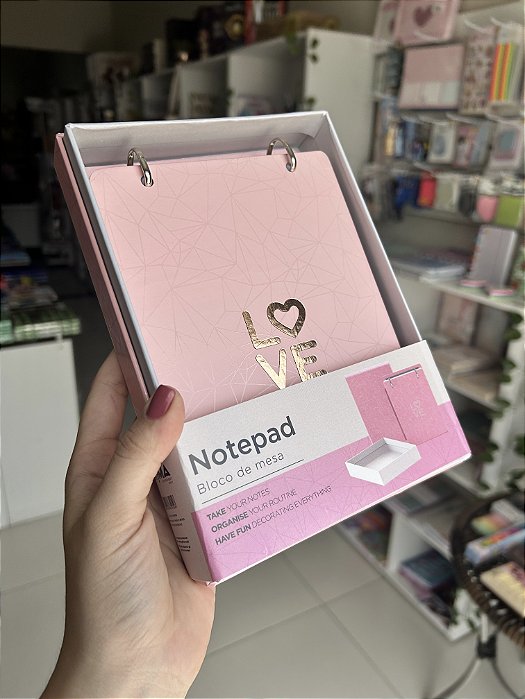 LOVE
Notepad
Bloco de mesa
TAKE YOUR NOTES
ORGANISE YOUR ROUTINE
HAVE FUN DECORATING EVERYTHING